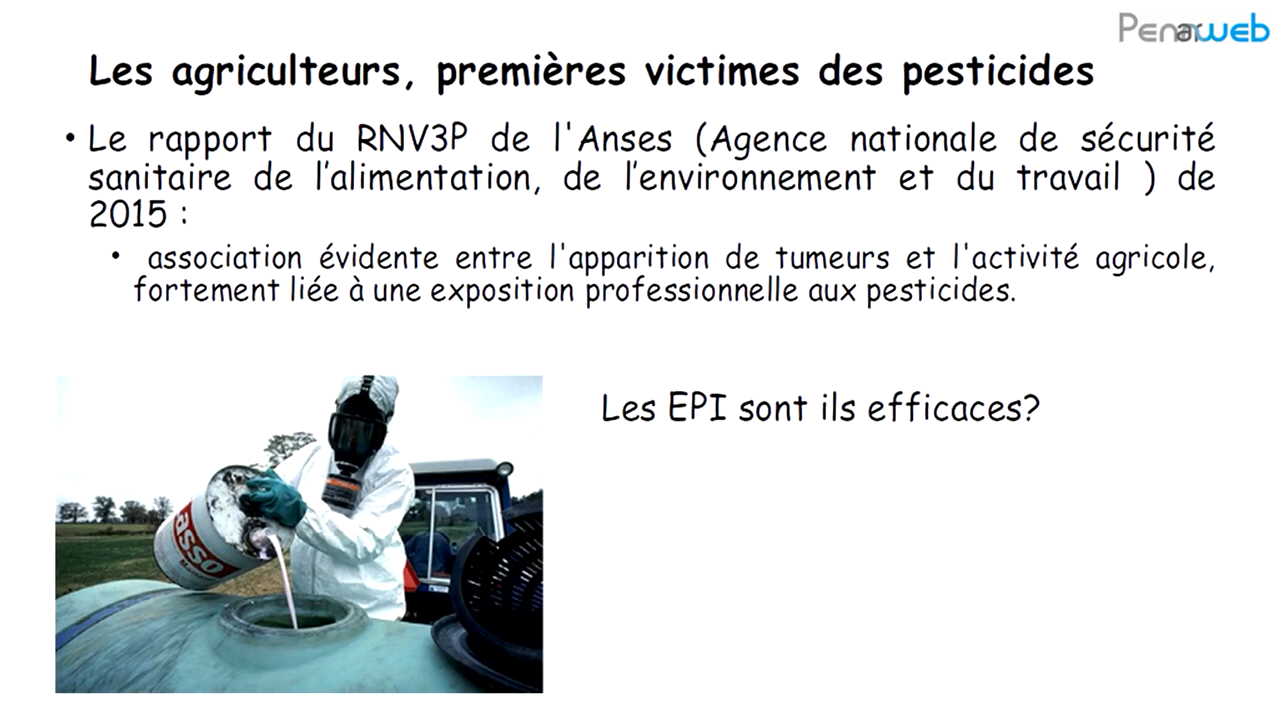 Penarweb
Les agriculteurs, premières victimes des pesticides
• Le rapport du RNV3P de l'Anses (Agence nationale de sécurité
sanitaire de l’alimentation, de l’environnement et du travail ) de
2015 :
• association évidente entre l'apparition de tumeurs et l'activité agricole,
fortement liée à une exposition professionnelle aux pesticides.
Les EPI sont ils efficaces?
asso